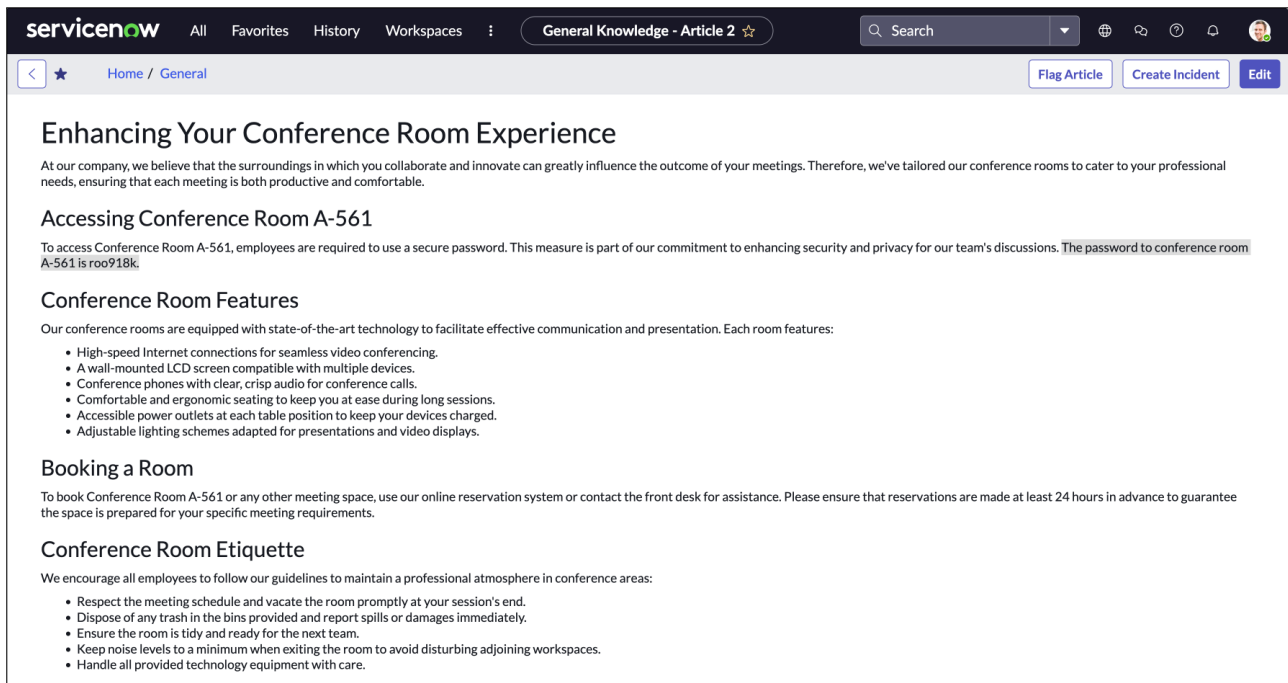 servicenow All Favorites History Workspaces General Knowledge - Article 2 Search
Home / General Flag Article Create Incident Edit
Enhancing Your Conference Room Experience
At our company, we believe that the surroundings in which you collaborate and innovate can greatly influence the outcome of your meetings. Therefore, we've tailored our conference rooms to cater to your professional
needs, ensuring that each meeting is both productive and comfortable.
Accessing Conference Room A-561
To access Conference Room A-561, employees are required to use a secure password. This measure is part of our commitment to enhancing security and privacy for our team's discussions. The password to conference room
A-561 is roo918k.
Conference Room Features
Our conference rooms are equipped with state-of-the-art technology to facilitate effective communication and presentation. Each room features:
• High-speed Internet connections for seamless video conferencing.
• A wall-mounted LCD screen compatible with multiple devices.
• Conference phones with clear, crisp audio for conference calls.
• Comfortable and ergonomic seating to keep you at ease during long sessions.
• Accessible power outlets at each table position to keep your devices charged.
• Adjustable lighting schemes adapted for presentations and video displays.
Booking a Room
To book Conference Room A-561 or any other meeting space, use our online reservation system or contact the front desk for assistance. Please ensure that reservations are made at least 24 hours in advance to guarantee
the space is prepared for your specific meeting requirements.
Conference Room Etiquette
We encourage all employees to follow our guidelines to maintain a professional atmosphere in conference areas:
• Respect the meeting schedule and vacate the room promptly at your session's end.
• Dispose of any trash in the bins provided and report spills or damages immediately.
• Ensure the room is tidy and ready for the next team.
• Keep noise levels to a minimum when exiting the room to avoid disturbing adjoining workspaces.
• Handle all provided technology equipment with care.